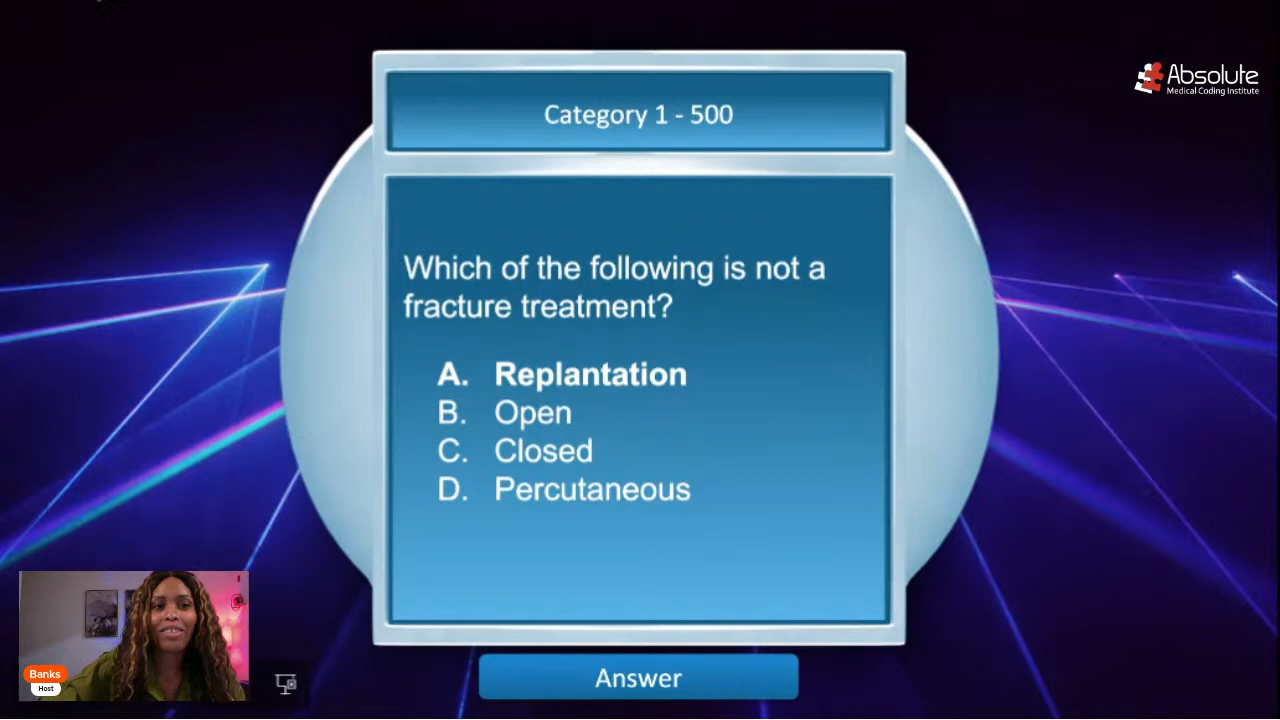 Absolute
Medical Coding Institute
Category 1 - 500
Which of the following is not a
fracture treatment?
A. Replantation
B. Open
C. Closed
D. Percutaneous
Banks
Host
Answer